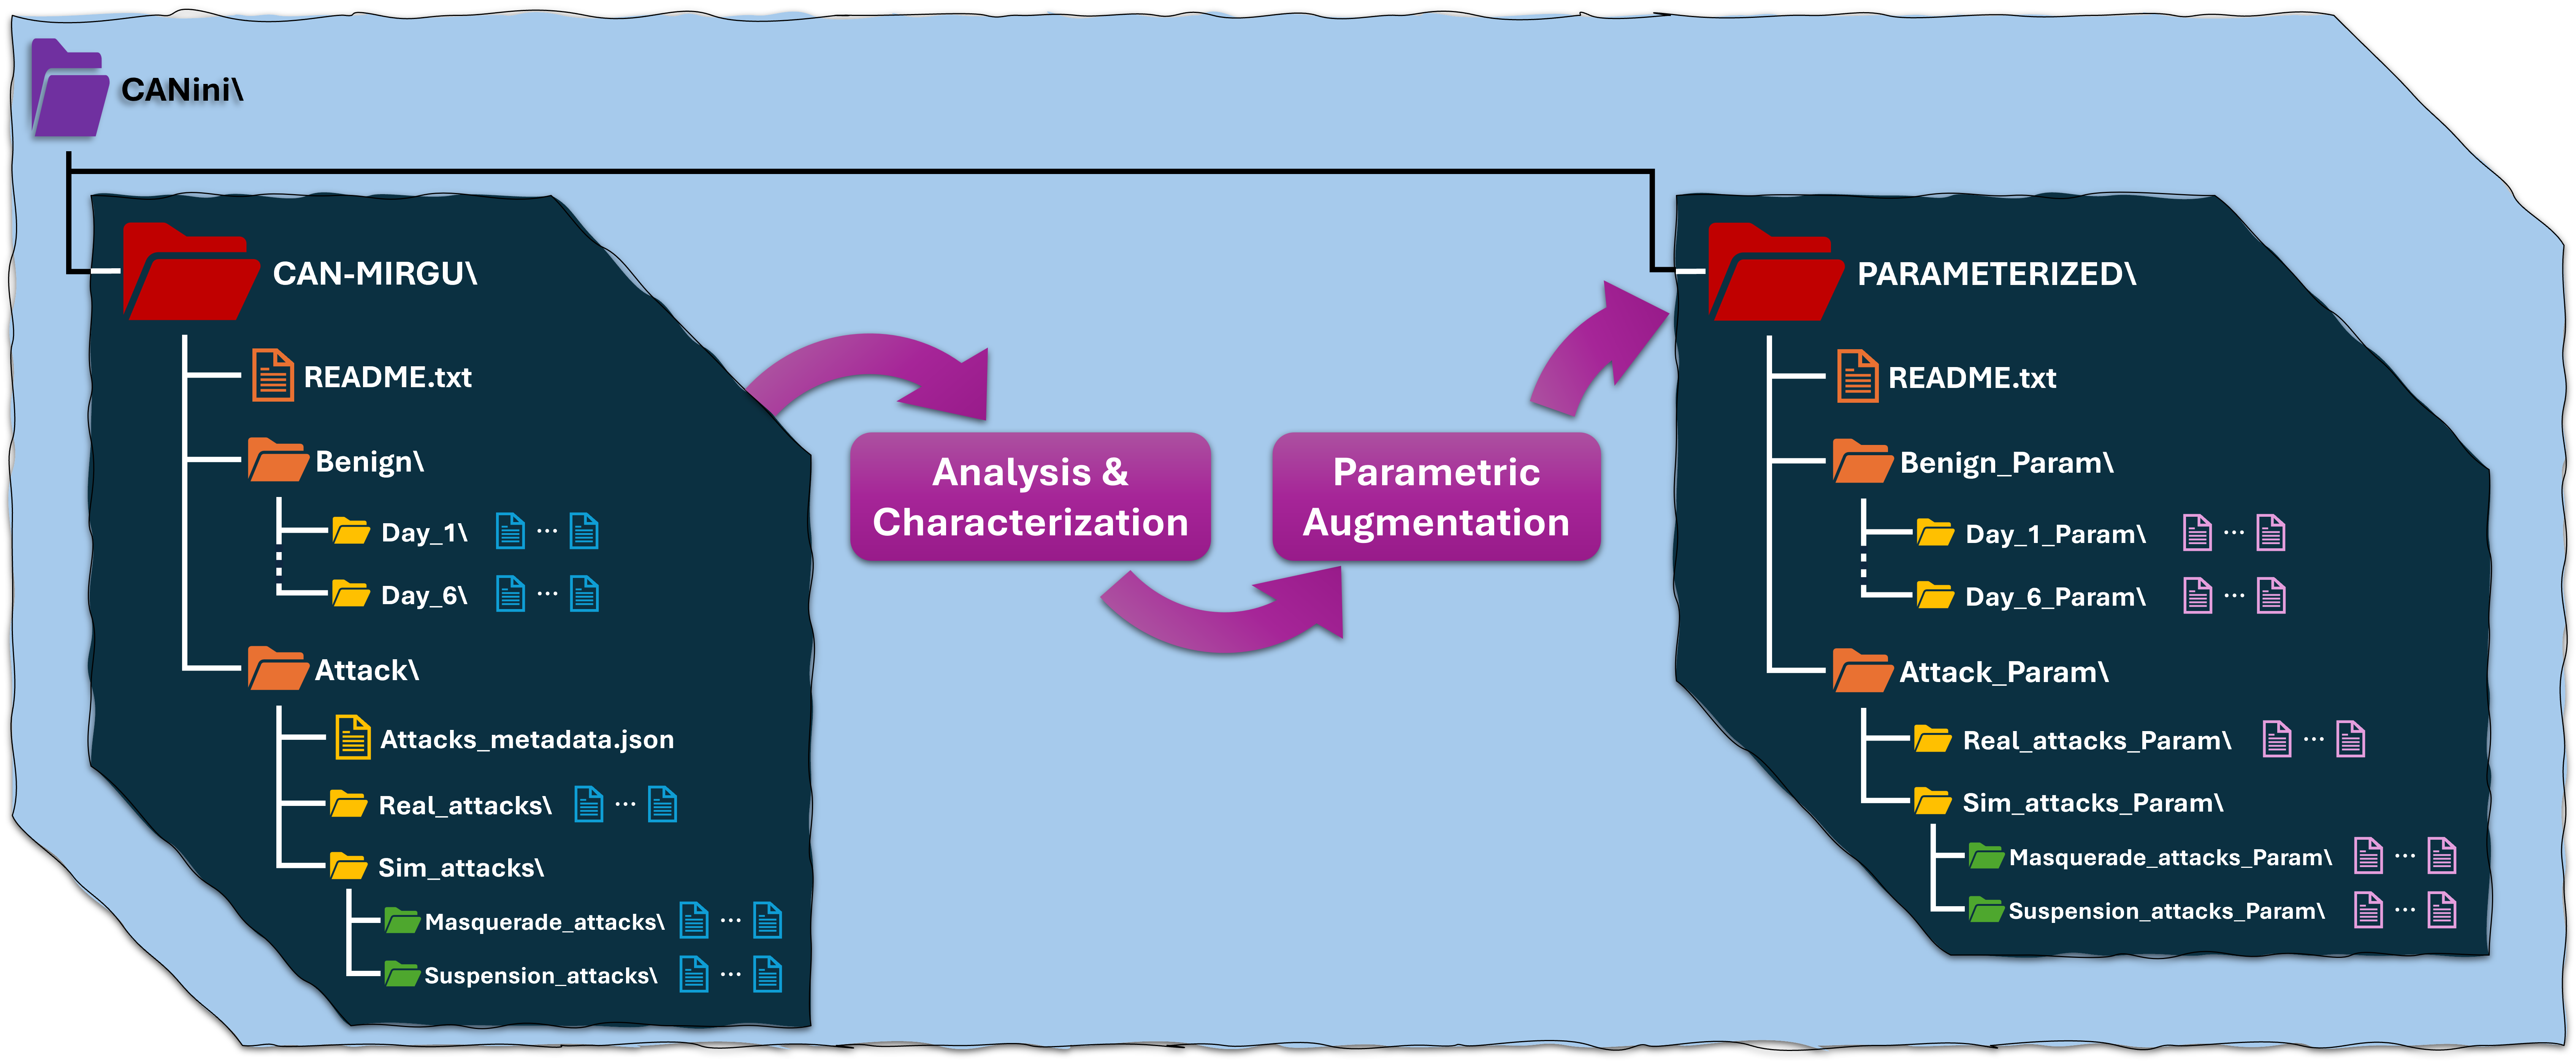 CANini\
CAN-MIRGU\
README.txt
Benign\
Day_1\ ...
Day_6\ ...
Attack\
Attacks_metadata.json
Real_attacks\ ...
Sim_attacks\
Masquerade_attacks\ ...
Suspension_attacks\ ...
Analysis &
Characterization
Parametric
Augmentation
PARAMETERIZED\
README.txt
Benign_Param\
Day_1_Param\ ...
Day_6_Param\ ...
Attack_Param\
Real_attacks_Param\ ...
Sim_attacks_Param\
Masquerade_attacks_Param\ ...
Suspension_attacks_Param\ ...